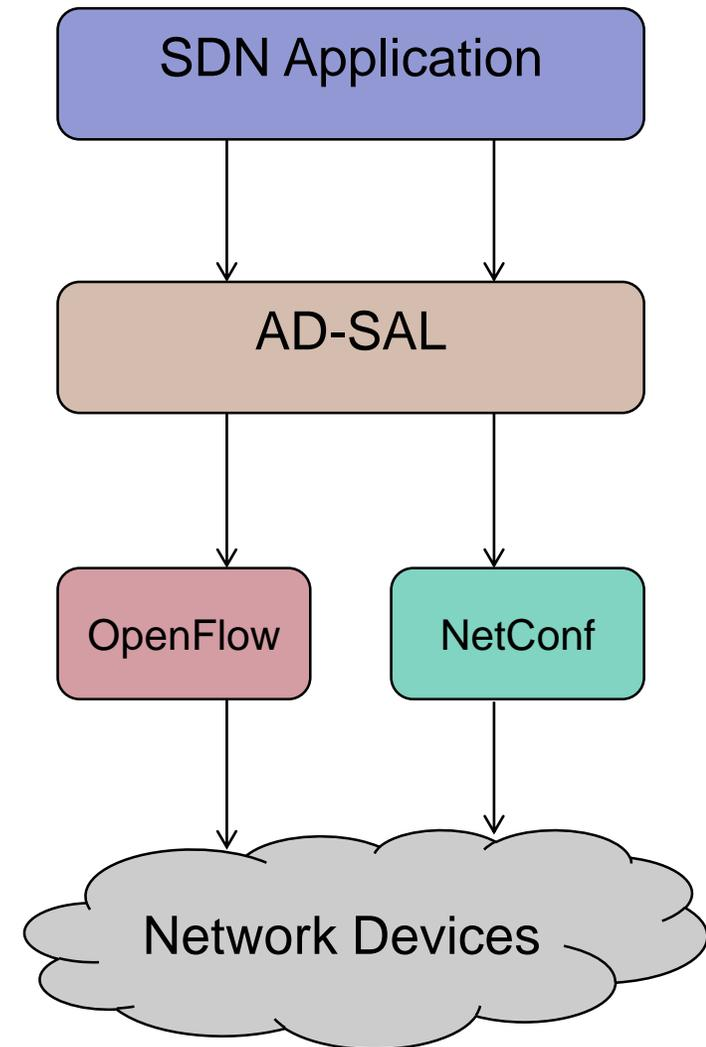 SDN Application
AD-SAL
OpenFlow
NetConf
Network Devices